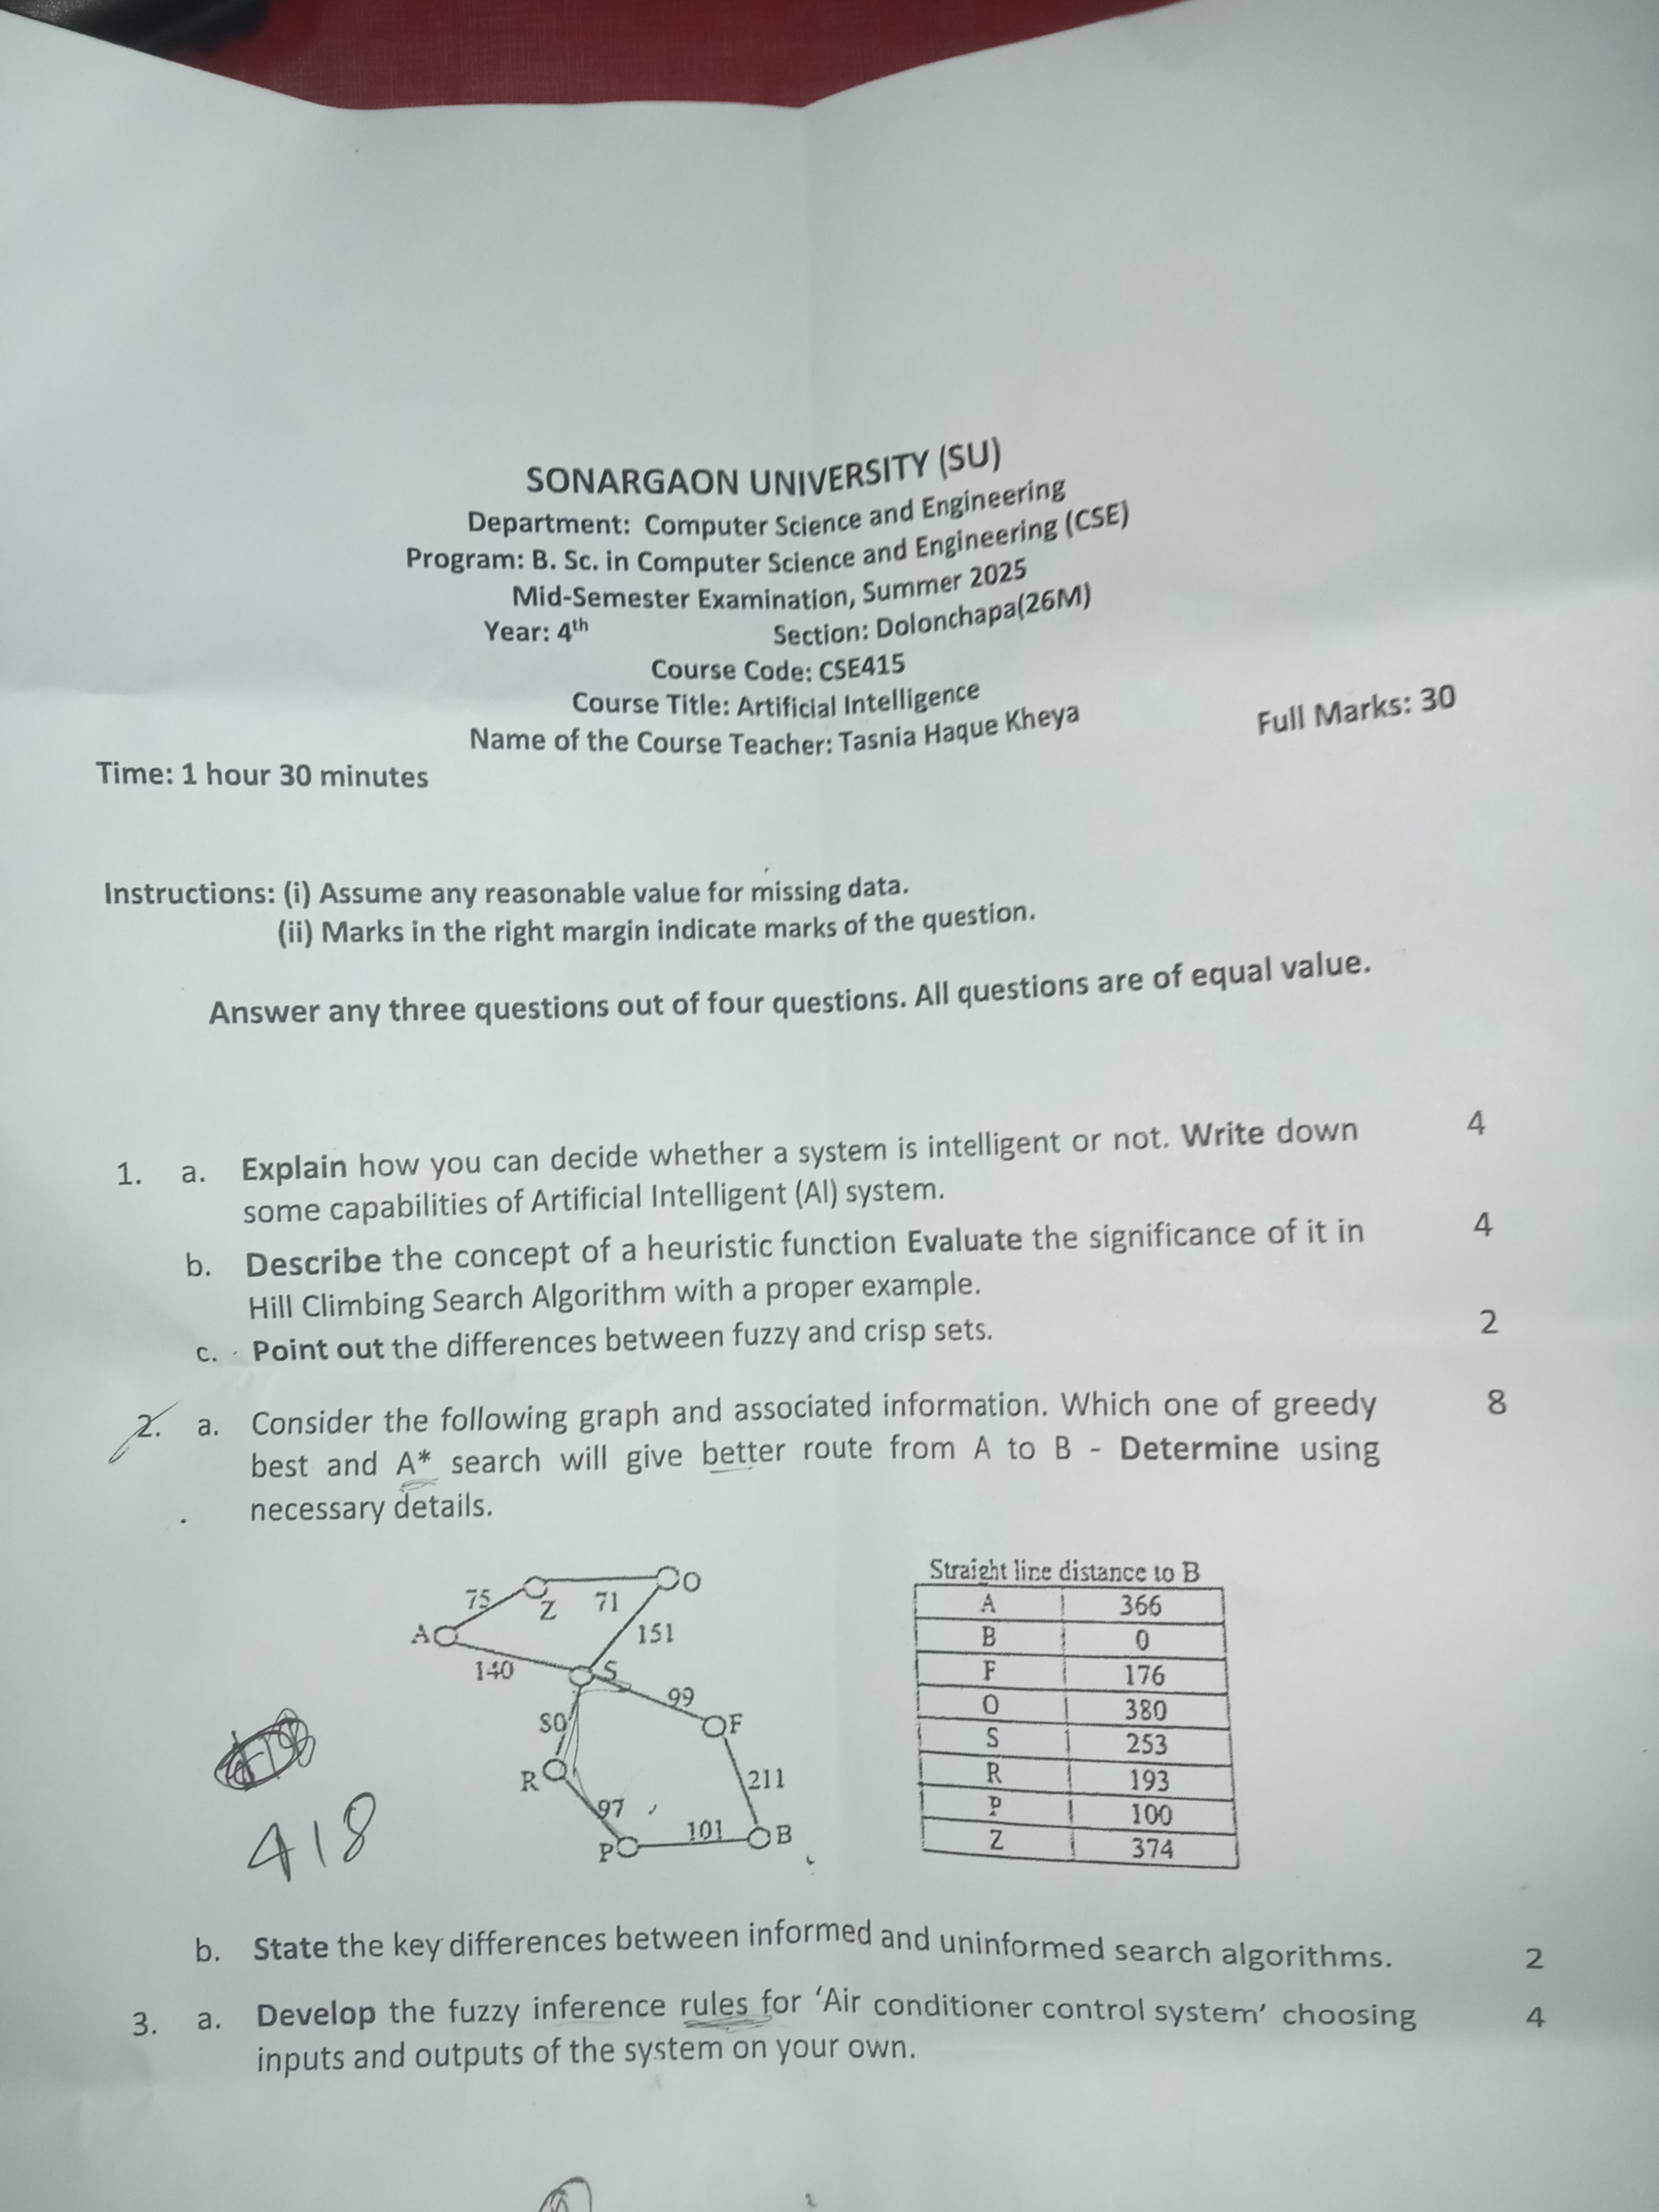 SONARGAON UNIVERSITY (SU)
Department: Computer Science and Engineering
Program: B. Sc. in Computer Science and Engineering (CSE)
Mid-Semester Examination, Summer 2025
Year: 4th Section: Dolonchapa(26M)
Course Code: CSE415
Course Title: Artificial Intelligence
Name of the Course Teacher: Tasnia Haque Kheya
Time: 1 hour 30 minutes Full Marks: 30
Instructions: (i) Assume any reasonable value for missing data.
(ii) Marks in the right margin indicate marks of the question.
Answer any three questions out of four questions. All questions are of equal value.
1. a. Explain how you can decide whether a system is intelligent or not. Write down 4
some capabilities of Artificial Intelligent (AI) system.
b. Describe the concept of a heuristic function Evaluate the significance of it in 4
Hill Climbing Search Algorithm with a proper example.
c. Point out the differences between fuzzy and crisp sets. 2
2. a. Consider the following graph and associated information. Which one of greedy 8
best and A* search will give better route from A to B - Determine using
necessary details.
75 Z 71 O
A 151
140 S
99
80 F
R 211
97
P 101 B
418
Straight line distance to B
A 366
B 0
F 176
O 380
S 253
R 193
P 100
Z 374
b. State the key differences between informed and uninformed search algorithms. 2
3. a. Develop the fuzzy inference rules for ‘Air conditioner control system’ choosing 4
inputs and outputs of the system on your own.